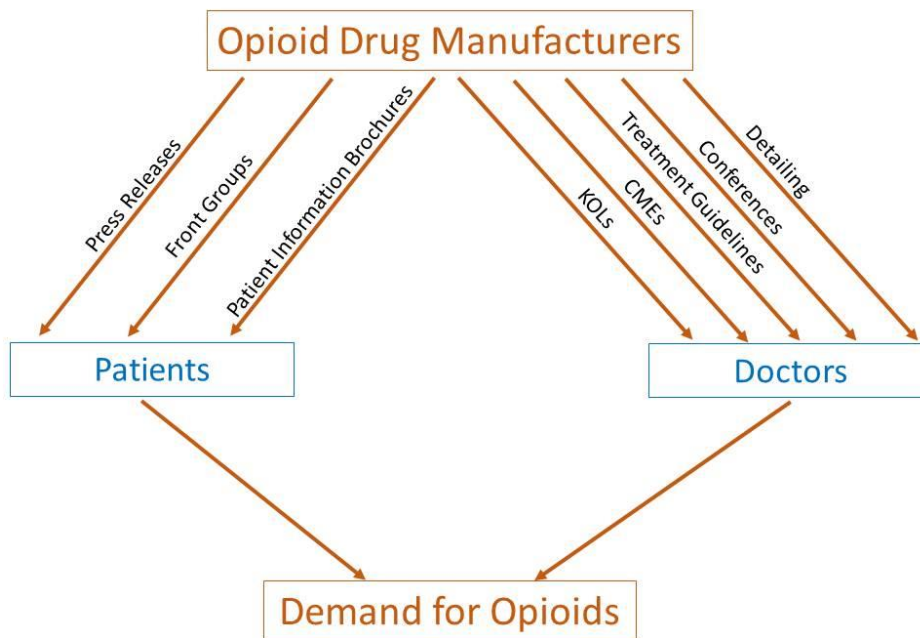 Opioid Drug Manufacturers
Press Releases
Front Groups
Patient Information Brochures
KOLs
CMEs
Treatment Guidelines
Conferences
Detailing
Patients
Doctors
Demand for Opioids